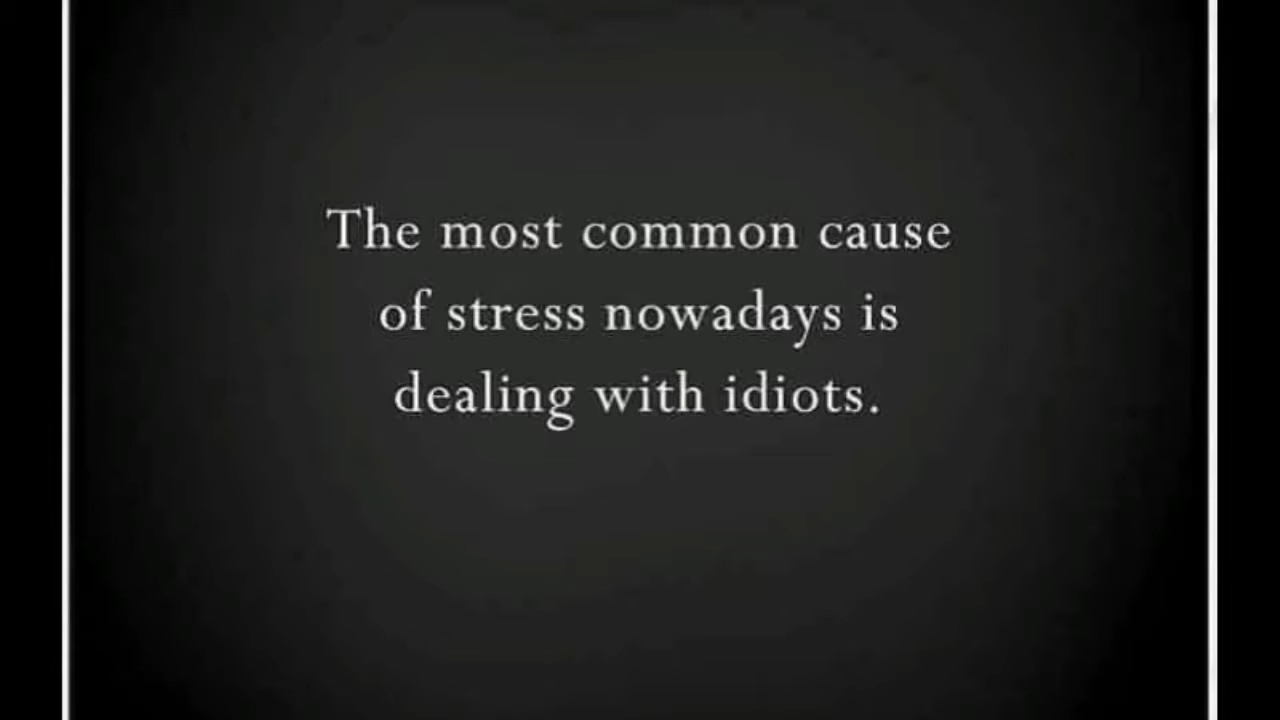 The most common cause
of stress nowadays is
dealing with idiots.